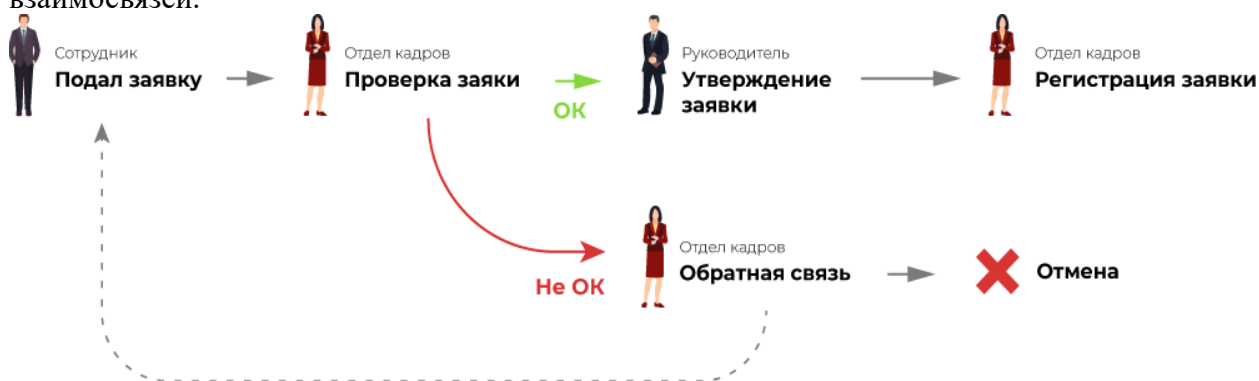 взаимосвязей.
Сотрудник
Подал заявку
Отдел кадров
Проверка заяки
ОК
Руководитель
Утверждение
заявки
Отдел кадров
Регистрация заявки
Не ОК
Отдел кадров
Обратная связь
Отмена